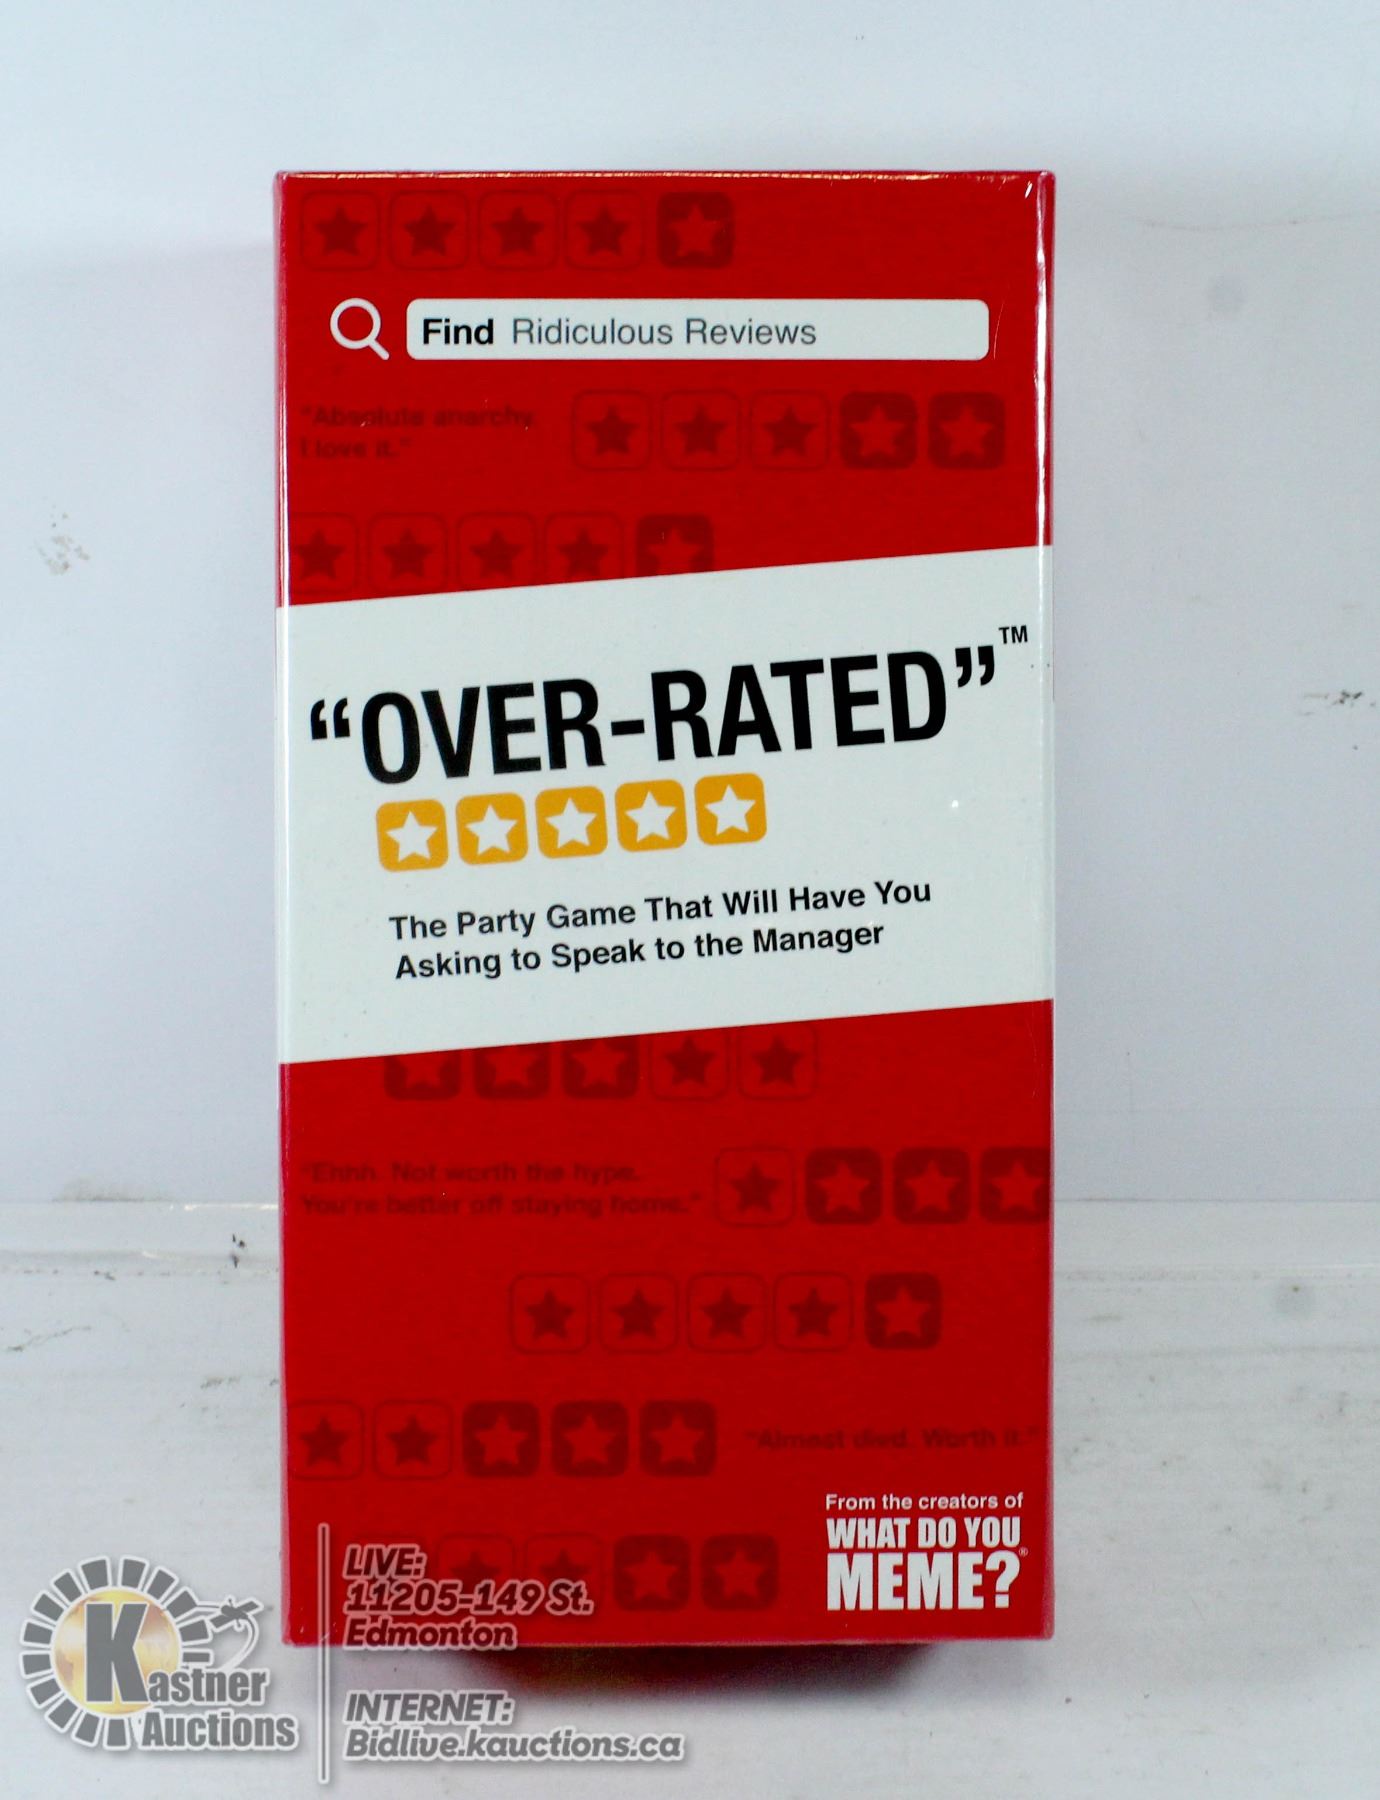 Find Ridiculous Reviews
"Absolute anarchy.
I love it."
“OVER-RATED”™
The Party Game That Will Have You
Asking to Speak to the Manager
"Ehhh. Not worth the hype.
You're better off staying home."
"Almost died. Worth it."
From the creators of
WHAT DO YOU
MEME?®
Kastner
Auctions
LIVE:
11205-149 St.
Edmonton
INTERNET:
Bidlive.kauctions.ca